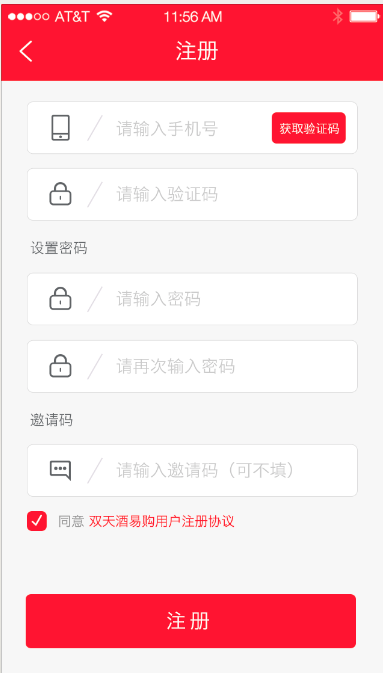 AT&T 11:56 AM
注册
请输入手机号 获取验证码
请输入验证码
设置密码
请输入密码
请再次输入密码
邀请码
请输入邀请码（可不填）
同意 双天酒易购用户注册协议
注册